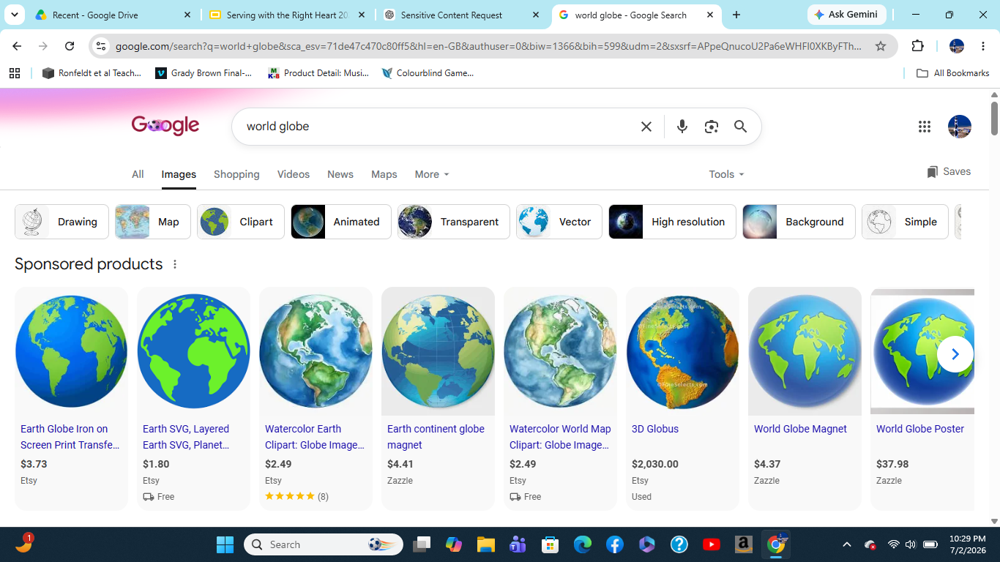 Recent - Google Drive
Serving with the Right Heart 20
Sensitive Content Request
world globe - Google Search
Ask Gemini
google.com/search?q=world+globe&sca_esv=71de47c470c80ff5&hl=en-GB&authuser=0&biw=1366&bih=599&udm=2&sxsrf=APpeQnucoU2Pa6eWHFI0XKByFTh...
Ronfeldt et al Teach...
Grady Brown Final-...
M K-8
Product Detail: Musi...
Colourblind Game...
All Bookmarks
Google
world globe
All
Images
Shopping
Videos
News
Maps
More
Tools
Saves
Drawing
Map
Clipart
Animated
Transparent
Vector
High resolution
Background
Simple
Sponsored products
Earth Globe Iron on
Screen Print Transfe...
$3.73
Etsy
Earth SVG, Layered
Earth SVG, Planet...
$1.80
Etsy
Free
Watercolor Earth
Clipart: Globe Image...
$2.49
Etsy
(8)
Earth continent globe
magnet
$4.41
Zazzle
Watercolor World Map
Clipart: Globe Image...
$2.49
Etsy
Free
3D Globus
$2,030.00
Etsy
Used
World Globe Magnet
$4.37
Zazzle
World Globe Poster
$37.98
Zazzle
1
Search
10:29 PM
7/2/2026